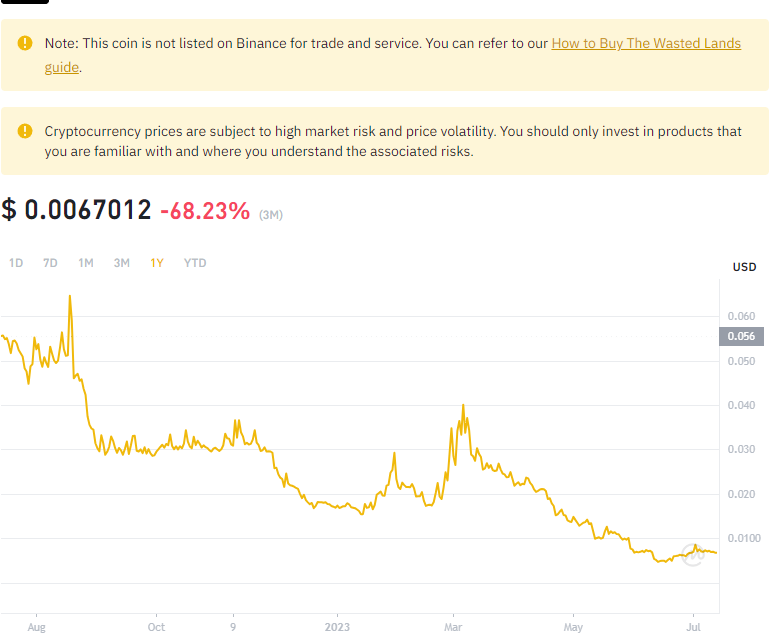 Note: This coin is not listed on Binance for trade and service. You can refer to our How to Buy The Wasted Lands
guide.
Cryptocurrency prices are subject to high market risk and price volatility. You should only invest in products that
you are familiar with and where you understand the associated risks.
$ 0.0067012 -68.23% (3M)
1D 7D 1M 3M 1Y YTD
USD
0.060
0.056
0.050
0.040
0.030
0.020
0.0100
Aug Oct 9 2023 Mar May Jul